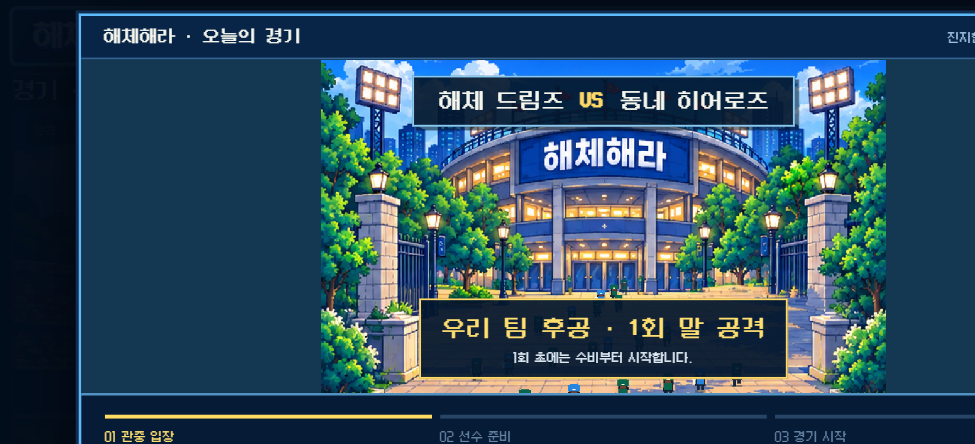 해체해라 · 오늘의 경기
해체 드림즈 VS 동네 히어로즈
해체해라
우리 팀 후공 · 1회 말 공격
1회 초에는 수비부터 시작합니다.
01 관중 입장
02 선수 준비
03 경기 시작